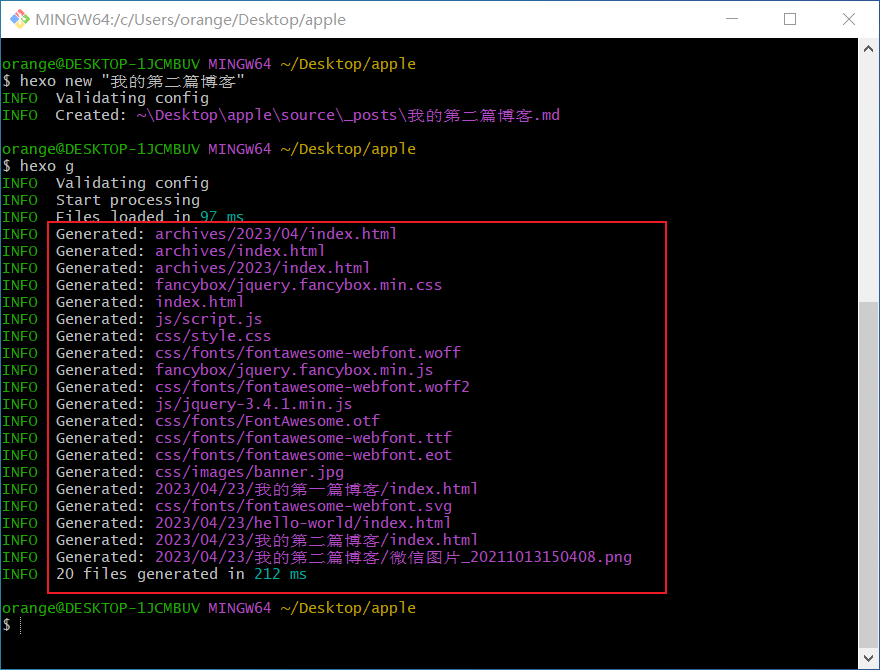 MINGW64:/c/Users/orange/Desktop/apple
orange@DESKTOP-1JCMBUV MINGW64 ~/Desktop/apple
$ hexo new "我的第二篇博客"
INFO  Validating config
INFO  Created: ~\Desktop\apple\source\_posts\我的第二篇博客.md
orange@DESKTOP-1JCMBUV MINGW64 ~/Desktop/apple
$ hexo g
INFO  Validating config
INFO  Start processing
INFO  Files loaded in 97 ms
INFO  Generated: archives/2023/04/index.html
INFO  Generated: archives/index.html
INFO  Generated: archives/2023/index.html
INFO  Generated: fancybox/jquery.fancybox.min.css
INFO  Generated: index.html
INFO  Generated: js/script.js
INFO  Generated: css/style.css
INFO  Generated: css/fonts/fontawesome-webfont.woff
INFO  Generated: fancybox/jquery.fancybox.min.js
INFO  Generated: css/fonts/fontawesome-webfont.woff2
INFO  Generated: js/jquery-3.4.1.min.js
INFO  Generated: css/fonts/FontAwesome.otf
INFO  Generated: css/fonts/fontawesome-webfont.ttf
INFO  Generated: css/fonts/fontawesome-webfont.eot
INFO  Generated: css/images/banner.jpg
INFO  Generated: 2023/04/23/我的第一篇博客/index.html
INFO  Generated: css/fonts/fontawesome-webfont.svg
INFO  Generated: 2023/04/23/hello-world/index.html
INFO  Generated: 2023/04/23/我的第二篇博客/index.html
INFO  Generated: 2023/04/23/我的第二篇博客/微信图片_20211013150408.png
INFO  20 files generated in 212 ms
orange@DESKTOP-1JCMBUV MINGW64 ~/Desktop/apple
$